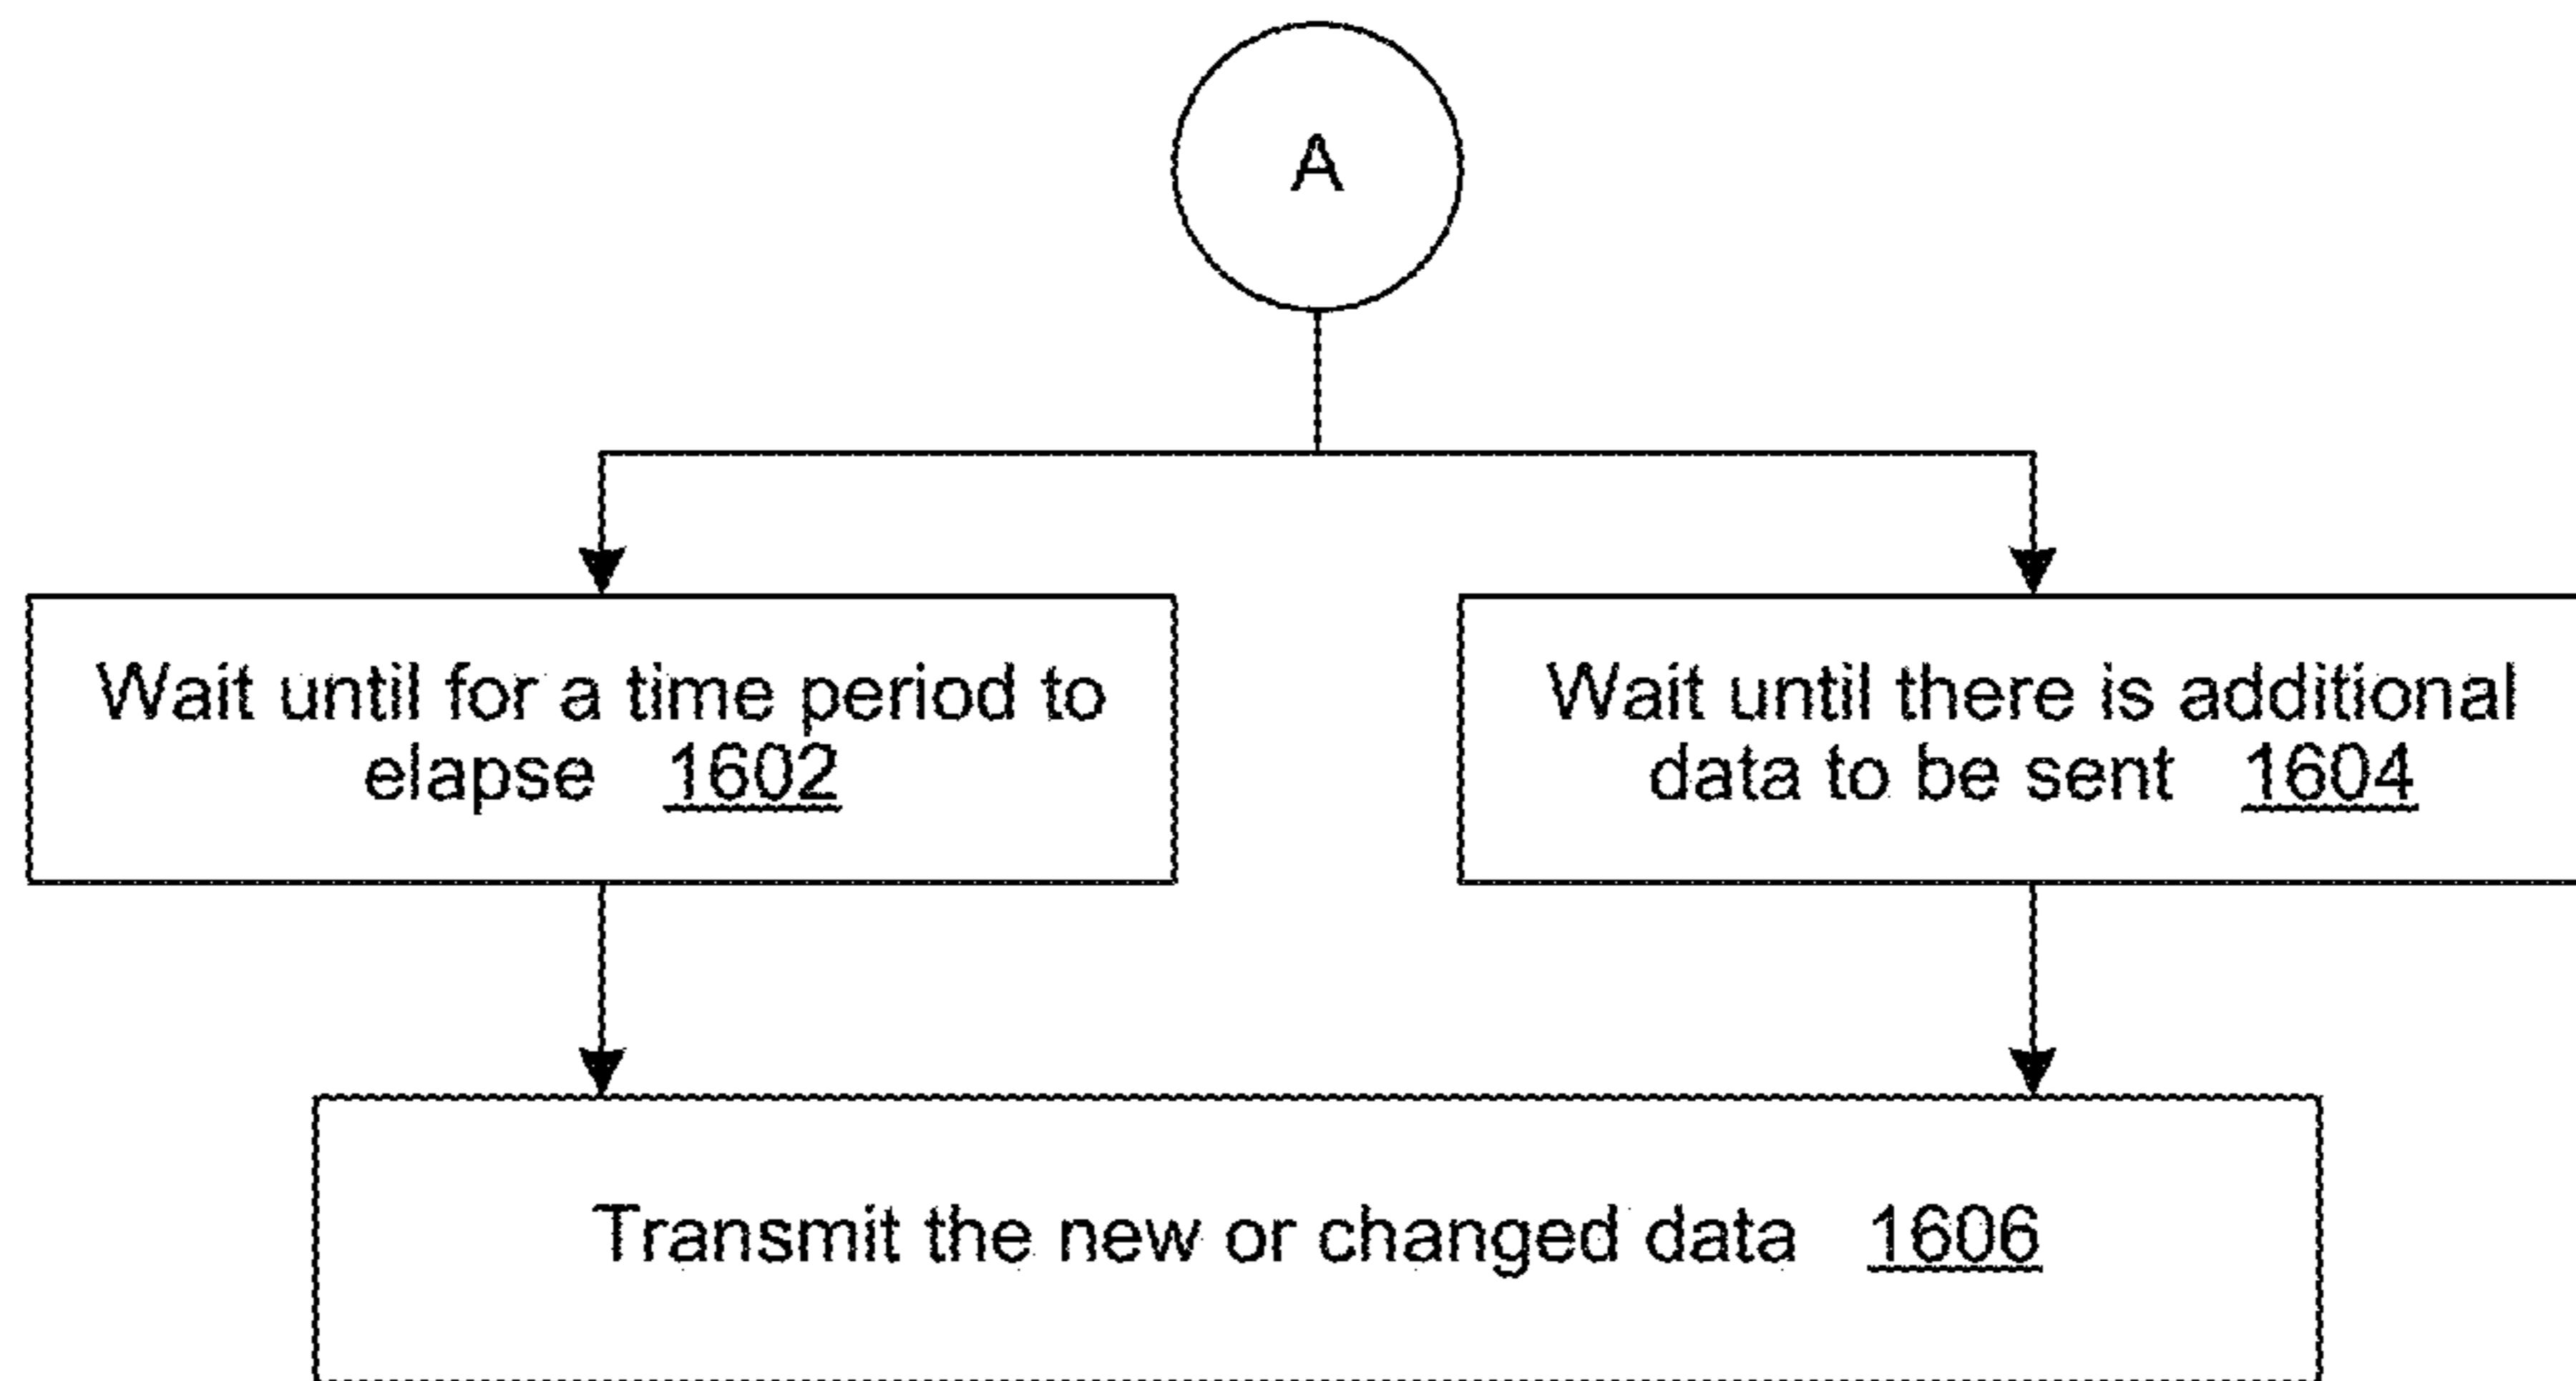 A
Wait until for a time period to
elapse 1602
Wait until there is additional
data to be sent 1604
Transmit the new or changed data 1606